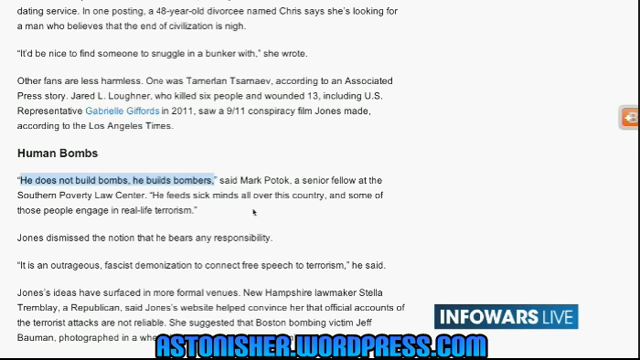 dating service. In one posting, a 48-year-old divorcee named Chris says she's looking for
a man who believes that the end of civilization is nigh.
"It'd be nice to find someone to snuggle in a bunker with," she wrote.
Other fans are less harmless. One was Tamerlan Tsarnaev, according to an Associated
Press story. Jared L. Loughner, who killed six people and wounded 13, including U.S.
Representative Gabrielle Giffords in 2011, saw a 9/11 conspiracy film Jones made,
according to the Los Angeles Times.
Human Bombs
"He does not build bombs, he builds bombers," said Mark Potok, a senior fellow at the
Southern Poverty Law Center. "He feeds sick minds all over this country, and some of
those people engage in real-life terrorism."
Jones dismissed the notion that he bears any responsibility.
"It is an outrageous, fascist demonization to connect free speech to terrorism," he said.
Jones's ideas have surfaced in more formal venues. New Hampshire lawmaker Stella
Tremblay, a Republican, said Jones's website helped convince her that official accounts of
the terrorist attacks are not reliable. She suggested that Boston bombing victim Jeff
Bauman, photographed in a whe
INFOWARS LIVE
ASTONISHER.WORDPRESS.COM